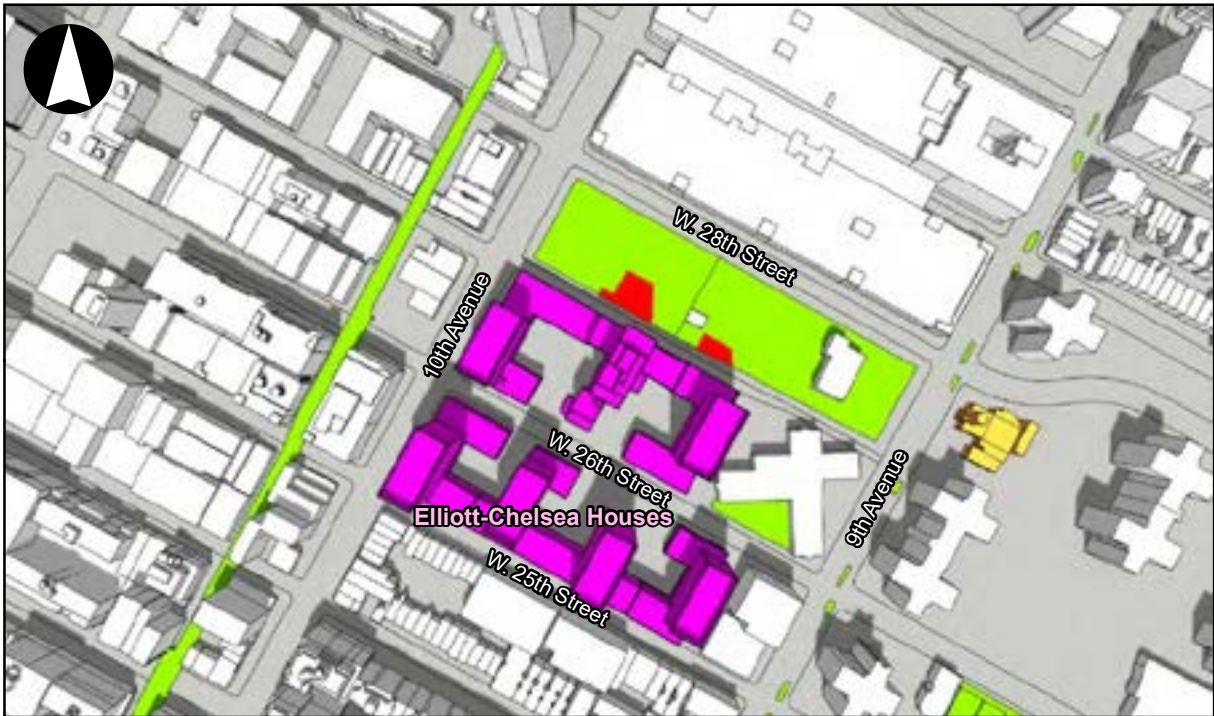 W. 28th Street
10th Avenue
W. 26th Street
9th Avenue
Elliott-Chelsea Houses
W. 25th Street